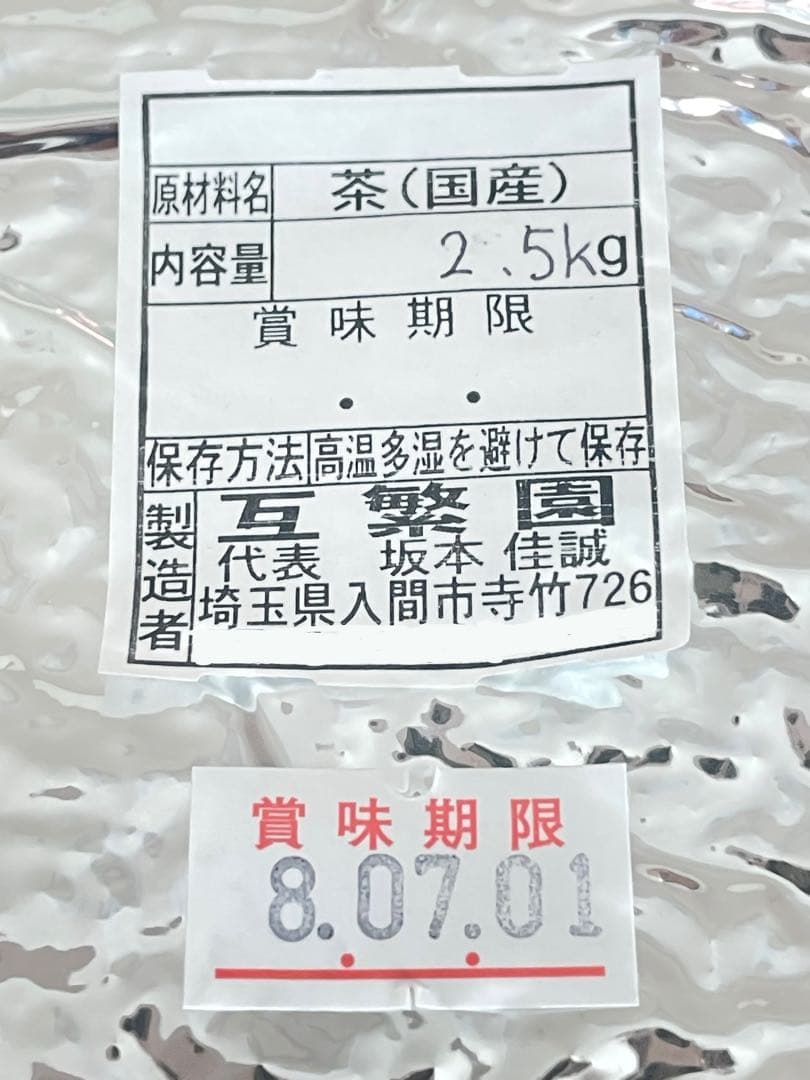 原材料名 茶(国産)
内容量 2.5kg
賞味期限
. .
保存方法 高温多湿を避けて保存
製造者 互繁園
代表 坂本 佳誠
埼玉県入間市寺竹726
賞味期限
8.07.01